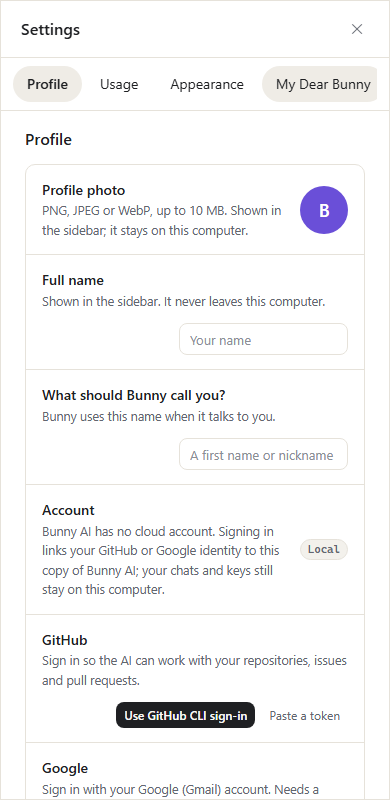 Settings
Profile
Usage
Appearance
My Dear Bunny
Profile
Profile photo
PNG, JPEG or WebP, up to 10 MB. Shown in
the sidebar; it stays on this computer.
B
Full name
Shown in the sidebar. It never leaves this computer.
Your name
What should Bunny call you?
Bunny uses this name when it talks to you.
A first name or nickname
Account
Bunny AI has no cloud account. Signing in
links your GitHub or Google identity to this
copy of Bunny AI; your chats and keys still
stay on this computer.
Local
GitHub
Sign in so the AI can work with your repositories, issues
and pull requests.
Use GitHub CLI sign-in
Paste a token
Google
Sign in with your Google (Gmail) account. Needs a